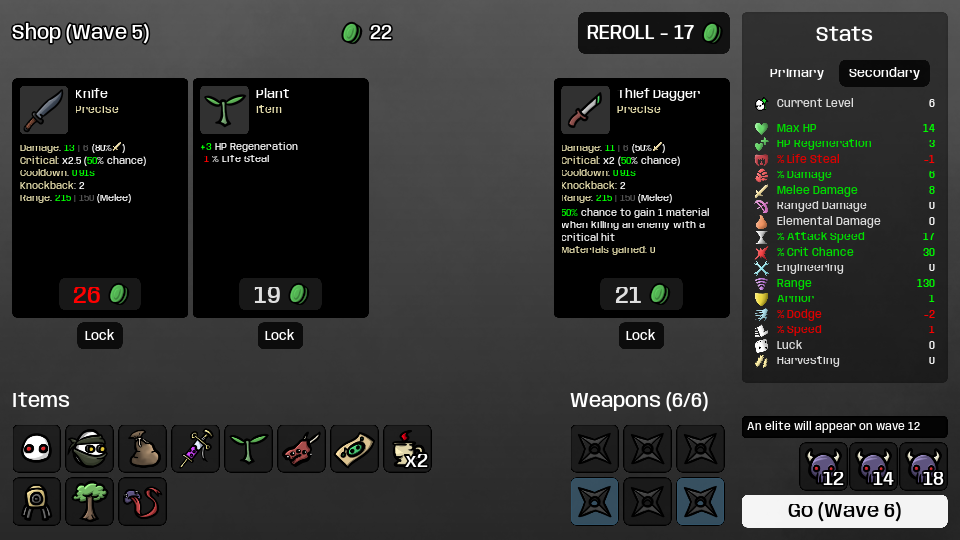 Shop (Wave 5)
22
REROLL - 17
Knife
Precise
Damage: 13 | 6 (80%)
Critical: x2.5 (50% chance)
Cooldown: 0.91s
Knockback: 2
Range: 215 | 150 (Melee)
26
Lock
Plant
Item
+3 HP Regeneration
1 % Life Steal
19
Lock
Thief Dagger
Precise
Damage: 11 | 6 (50%)
Critical: x2 (50% chance)
Cooldown: 0.91s
Knockback: 2
Range: 215 | 150 (Melee)
50% chance to gain 1 material
when killing an enemy with a
critical hit
Materials gained: 0
21
Lock
Stats
Primary Secondary
Current Level 6
Max HP 14
HP Regeneration 3
% Life Steal -1
% Damage 6
Melee Damage 8
Ranged Damage 0
Elemental Damage 0
% Attack Speed 17
% Crit Chance 30
Engineering 0
Range 130
Armor 1
% Dodge -2
% Speed 1
Luck 0
Harvesting 0
Items
x2
Weapons (6/6)
An elite will appear on wave 12
12 14 18
Go (Wave 6)